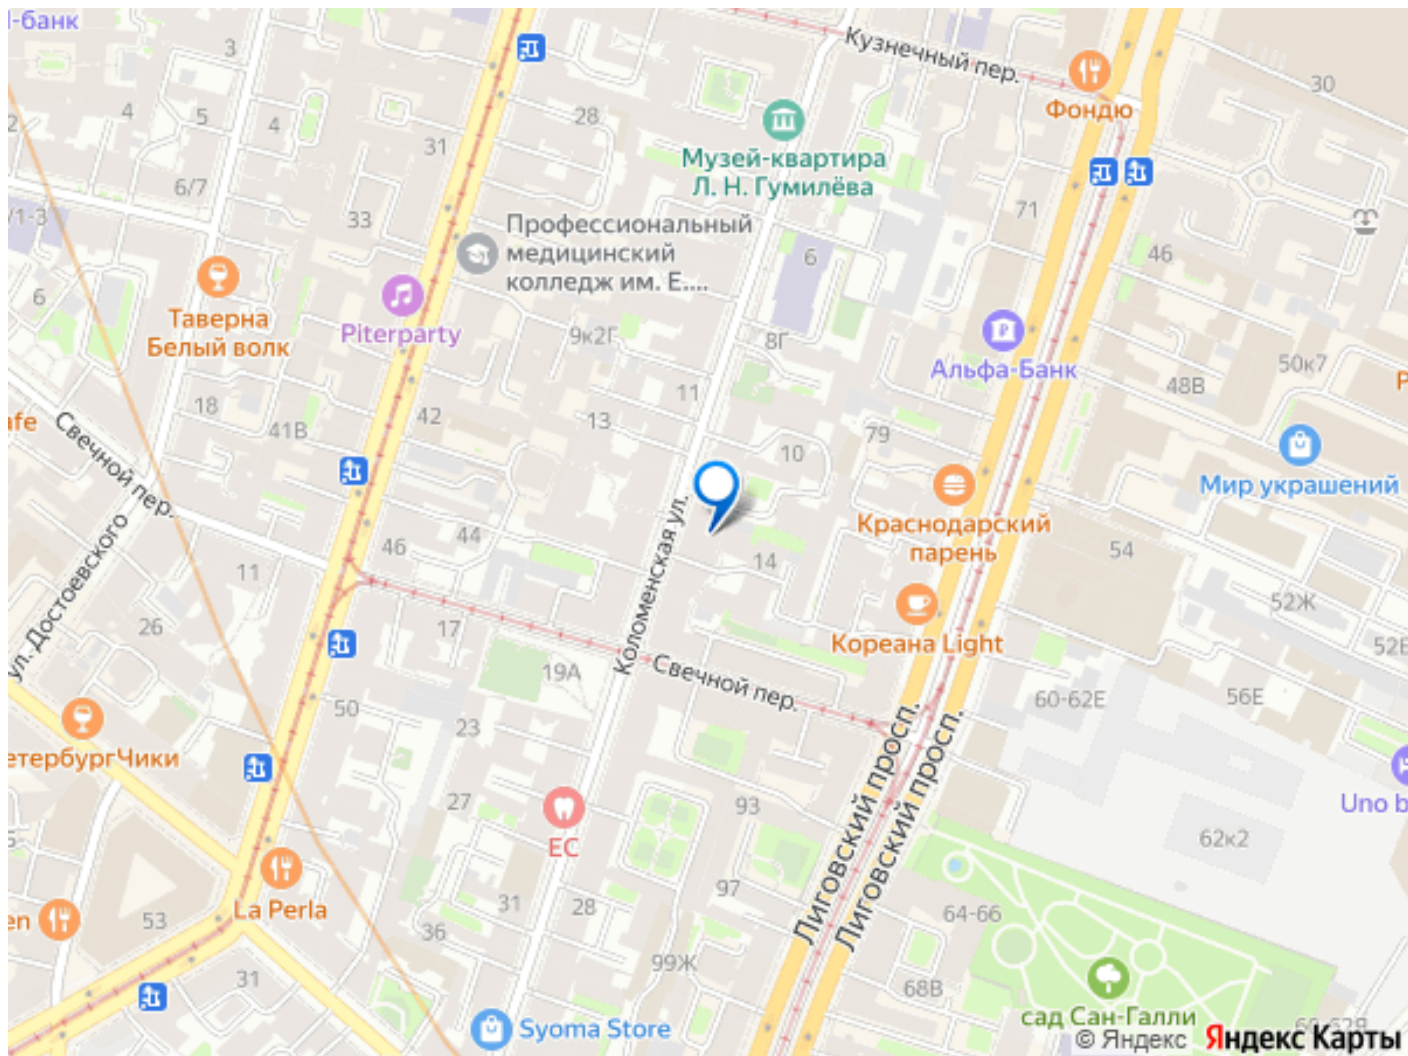 -банк
Кузнечный пер.
3
30
Фондю
4
5
4
28
2
31
Музей-квартира
Л. Н. Гумилёва
6/7
71
/1-3
33
Профессиональный
медицинский
колледж им. Е....
6
46
6
Таверна
Белый волк
Piterparty
9к2Г
8Г
Альфа-Банк
50к7
48В
11
afe
18
41В
42
13
79
10
Мир украшений
Свечной пер.
Коломенская ул.
Краснодарский
парень
54
ул. Достоевского
46
44
14
11
52Ж
26
17
Кореана Light
52Е
19А
Свечной пер.
60-62Е
56Е
50
23
Лиговский просп.
Лиговский просп.
етербургЧики
27
93
Uno b
ЕС
62к2
La Perla
97
en
53
31
28
64-66
36
31
99Ж
68В
сад Сан-Галли
Syoma Store
© Яндекс Яндекс Карты